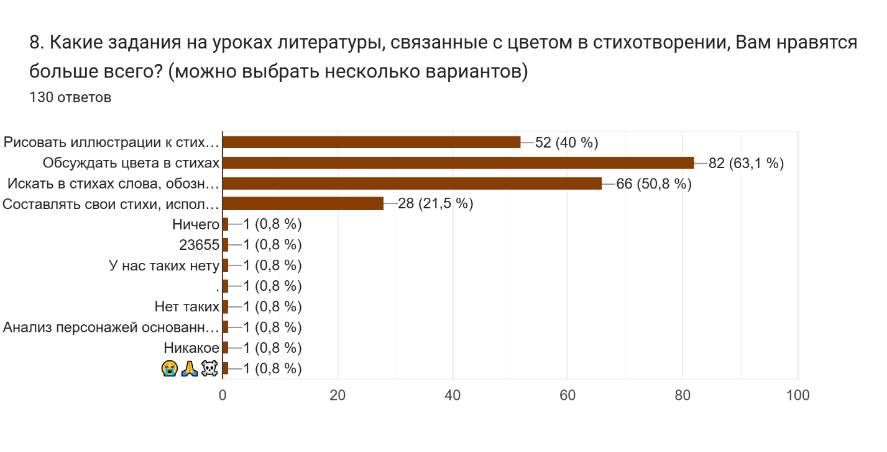 8. Какие задания на уроках литературы, связанные с цветом в стихотворении, Вам нравятся
больше всего? (можно выбрать несколько вариантов)
130 ответов
Рисовать иллюстрации к стих… 52 (40 %)
Обсуждать цвета в стихах 82 (63,1 %)
Искать в стихах слова, обозн… 66 (50,8 %)
Составлять свои стихи, испол… 28 (21,5 %)
Ничего 1 (0,8 %)
23655 1 (0,8 %)
У нас таких нету 1 (0,8 %)
. 1 (0,8 %)
Нет таких 1 (0,8 %)
Анализ персонажей основанн… 1 (0,8 %)
Никакое 1 (0,8 %)
😭🙏☠️ 1 (0,8 %)
0 20 40 60 80 100